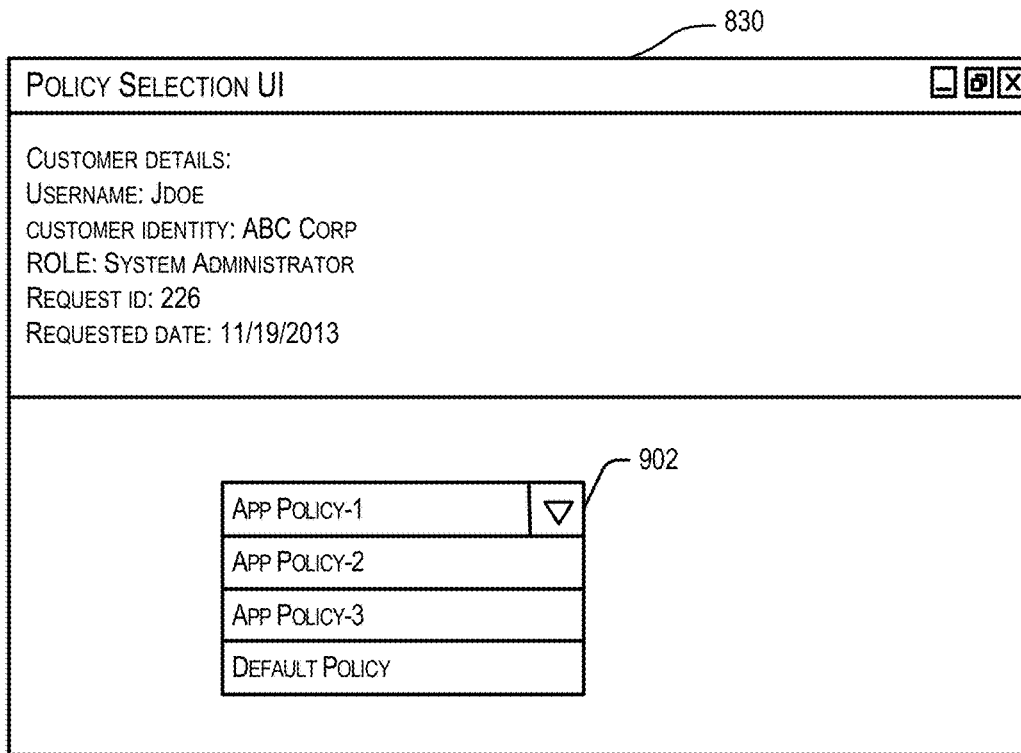 830
POLICY SELECTION UI
CUSTOMER DETAILS:
USERNAME: JDOE
CUSTOMER IDENTITY: ABC CORP
ROLE: SYSTEM ADMINISTRATOR
REQUEST ID: 226
REQUESTED DATE: 11/19/2013
902
APP POLICY-1
APP POLICY-2
APP POLICY-3
DEFAULT POLICY